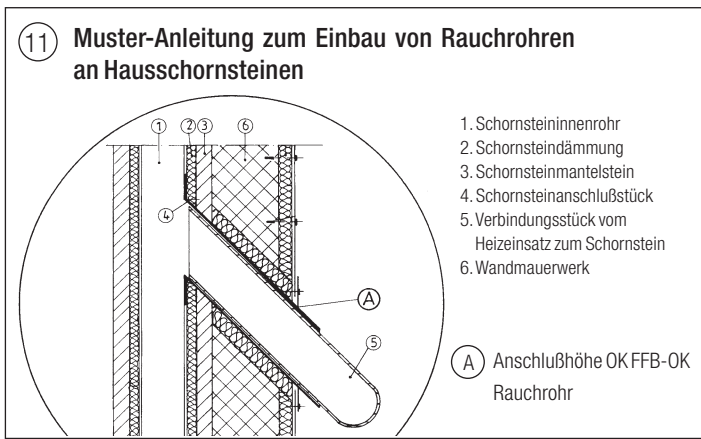 11 Muster-Anleitung zum Einbau von Rauchrohren
an Hausschornsteinen
1 2 3 6
4
A
5
1. Schornsteininnenrohr
2. Schornsteindämmung
3. Schornsteinmantelstein
4. Schornsteinanschlußstück
5. Verbindungsstück vom
Heizeinsatz zum Schornstein
6. Wandmauerwerk
A Anschlußhöhe OK FFB-OK
Rauchrohr